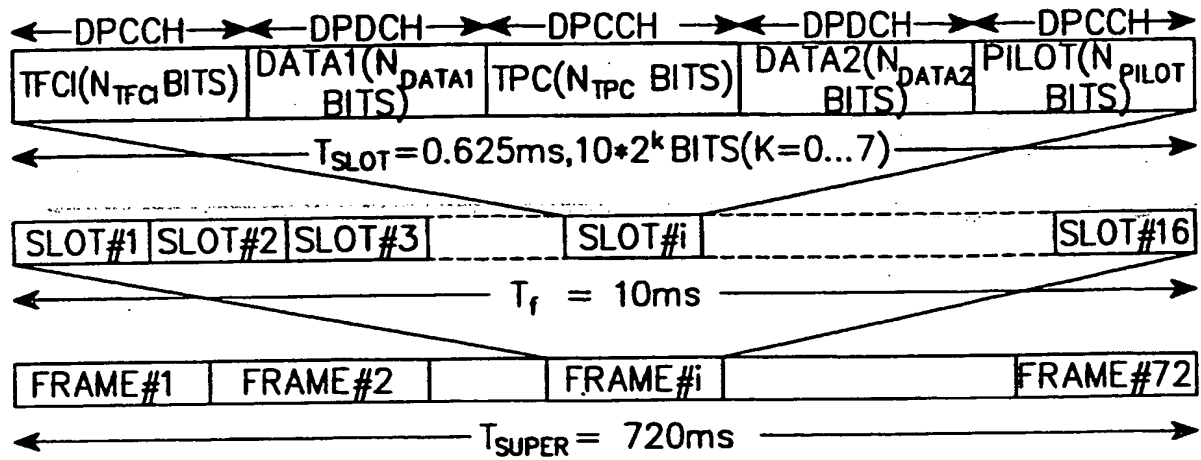 DPCCH DPDCH DPCCH DPDCH DPCCH
TFCI(N_TFCI BITS) DATA1(N_DATA1 BITS) TPC(N_TPC BITS) DATA2(N_DATA2 BITS) PILOT(N_PILOT BITS)
T_SLOT=0.625ms,10*2^k BITS(K=0...7)
SLOT#1 SLOT#2 SLOT#3 SLOT#i SLOT#16
T_f = 10ms
FRAME#1 FRAME#2 FRAME#i FRAME#72
T_SUPER = 720ms